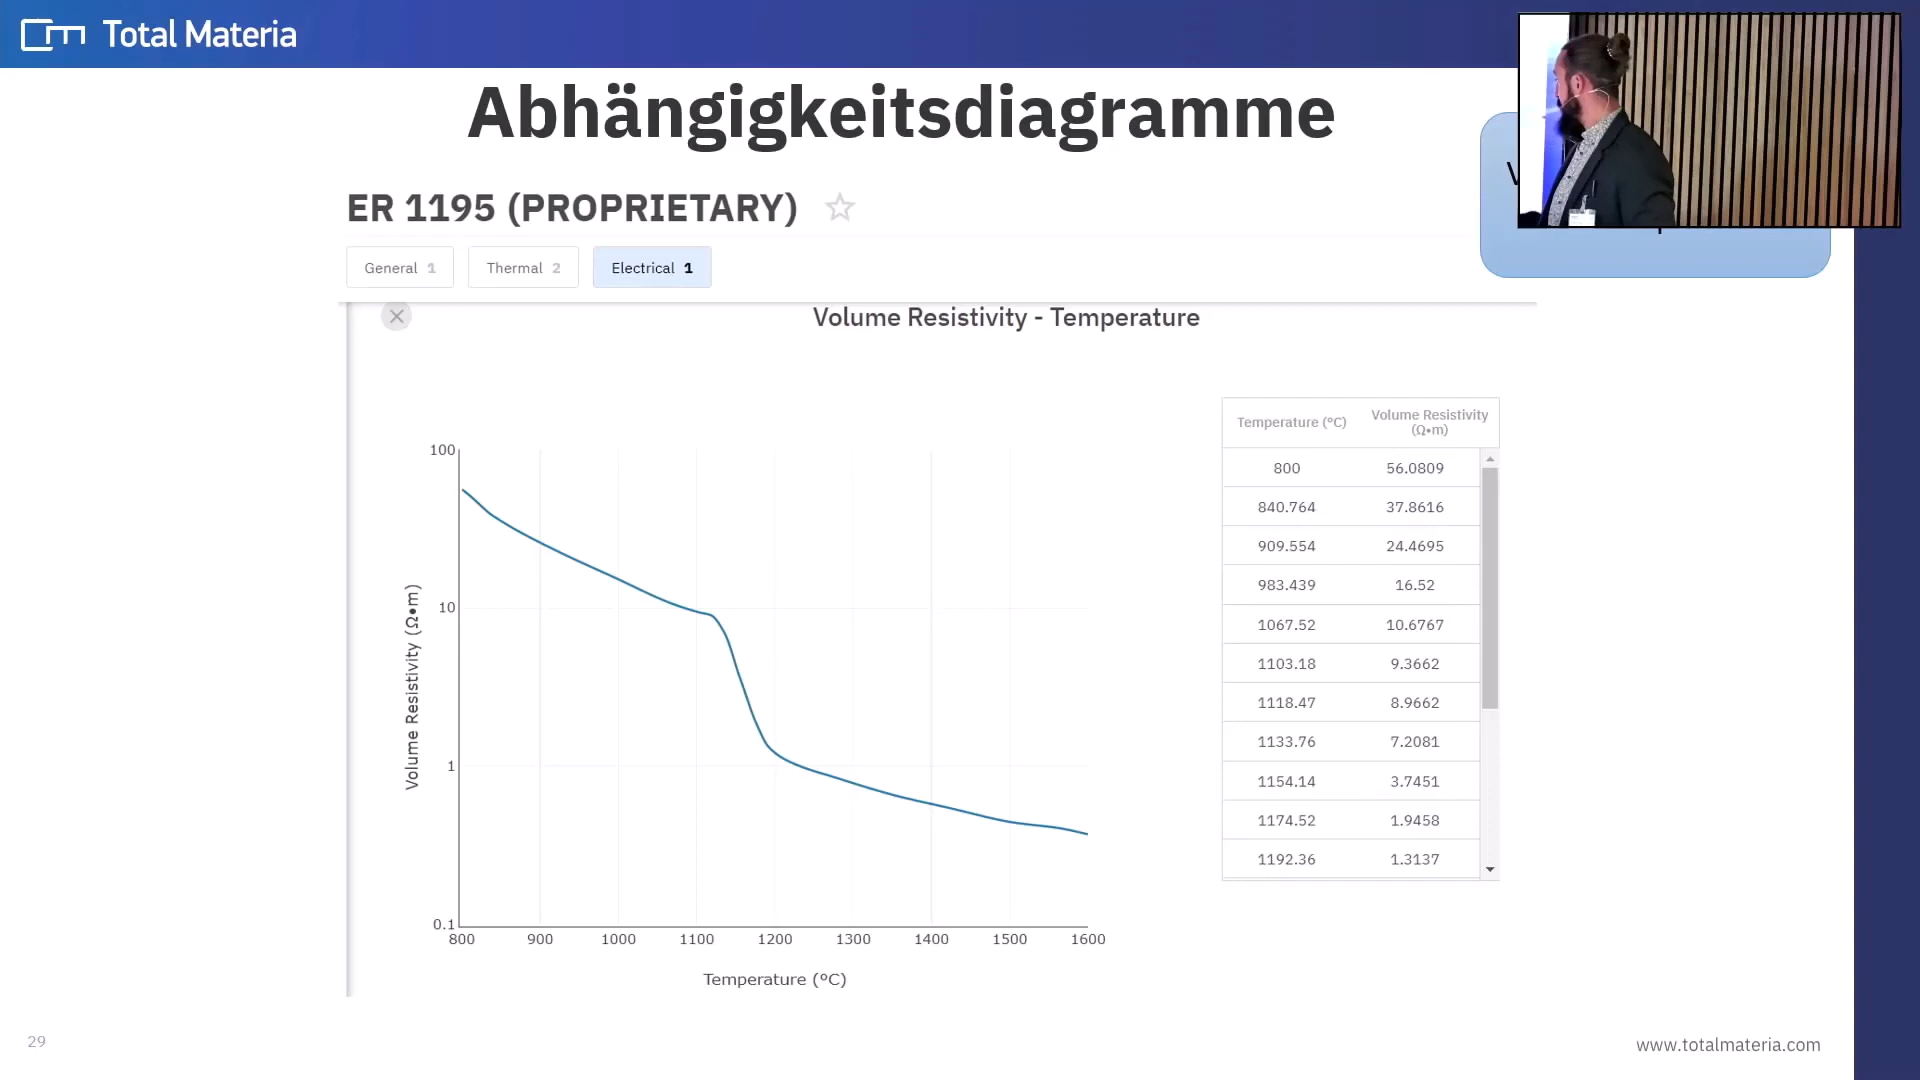 Total Materia
Abhängigkeitsdiagramme
ER 1195 (PROPRIETARY)
General 1
Thermal 2
Electrical 1
Volume Resistivity - Temperature
Volume Resistivity (Ω•m)
100
10
1
0.1
800 900 1000 1100 1200 1300 1400 1500 1600
Temperature (°C)
Temperature (°C) Volume Resistivity (Ω•m)
800 56.0809
840.764 37.8616
909.554 24.4695
983.439 16.52
1067.52 10.6767
1103.18 9.3662
1118.47 8.9662
1133.76 7.2081
1154.14 3.7451
1174.52 1.9458
1192.36 1.3137
29
www.totalmateria.com